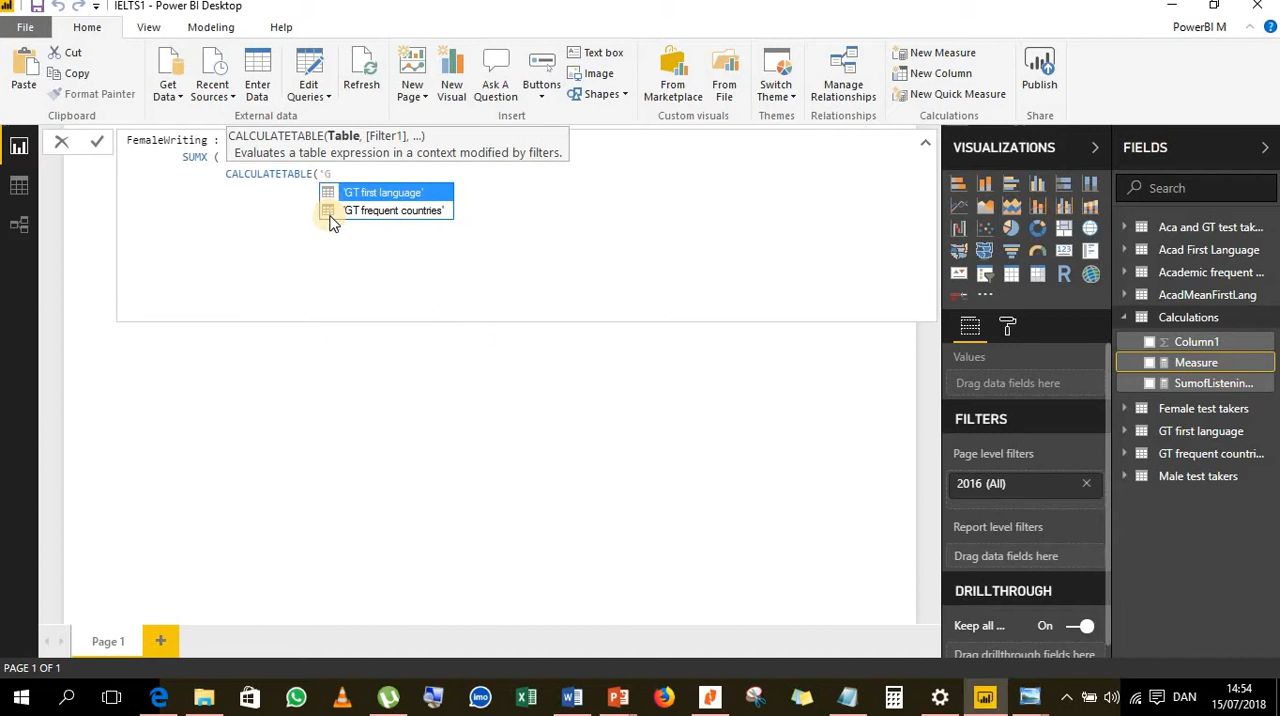 IELTS1 - Power BI Desktop
File
Home
View
Modeling
Help
PowerBI M
Paste
Cut
Copy
Format Painter
Clipboard
Get Data
Recent Sources
Enter Data
Edit Queries
Refresh
External data
New Page
New Visual
Ask A Question
Buttons
Text box
Image
Shapes
Insert
From Marketplace
From File
Custom visuals
Switch Theme
Themes
Manage Relationships
Relationships
New Measure
New Column
New Quick Measure
Calculations
Publish
Share
FemaleWriting :
CALCULATETABLE(Table, [Filter1], ...)
Evaluates a table expression in a context modified by filters.
SUMX (
CALCULATETABLE('G
'GT first language'
'GT frequent countries'
VISUALIZATIONS
R
Values
Drag data fields here
FILTERS
Page level filters
2016 (All)
Report level filters
Drag data fields here
DRILLTHROUGH
Keep all ...
On
Drag drillthrough fields here
FIELDS
Search
Aca and GT test tak...
Acad First Language
Academic frequent ...
AcadMeanFirstLang
Calculations
Column1
Measure
SumofListenin...
Female test takers
GT first language
GT frequent countri...
Male test takers
Page 1
PAGE 1 OF 1
DAN
14:54
15/07/2018